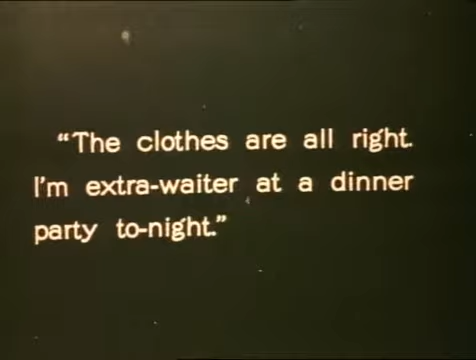 “The clothes are all right.
I’m extra-waiter at a dinner
party to-night.”